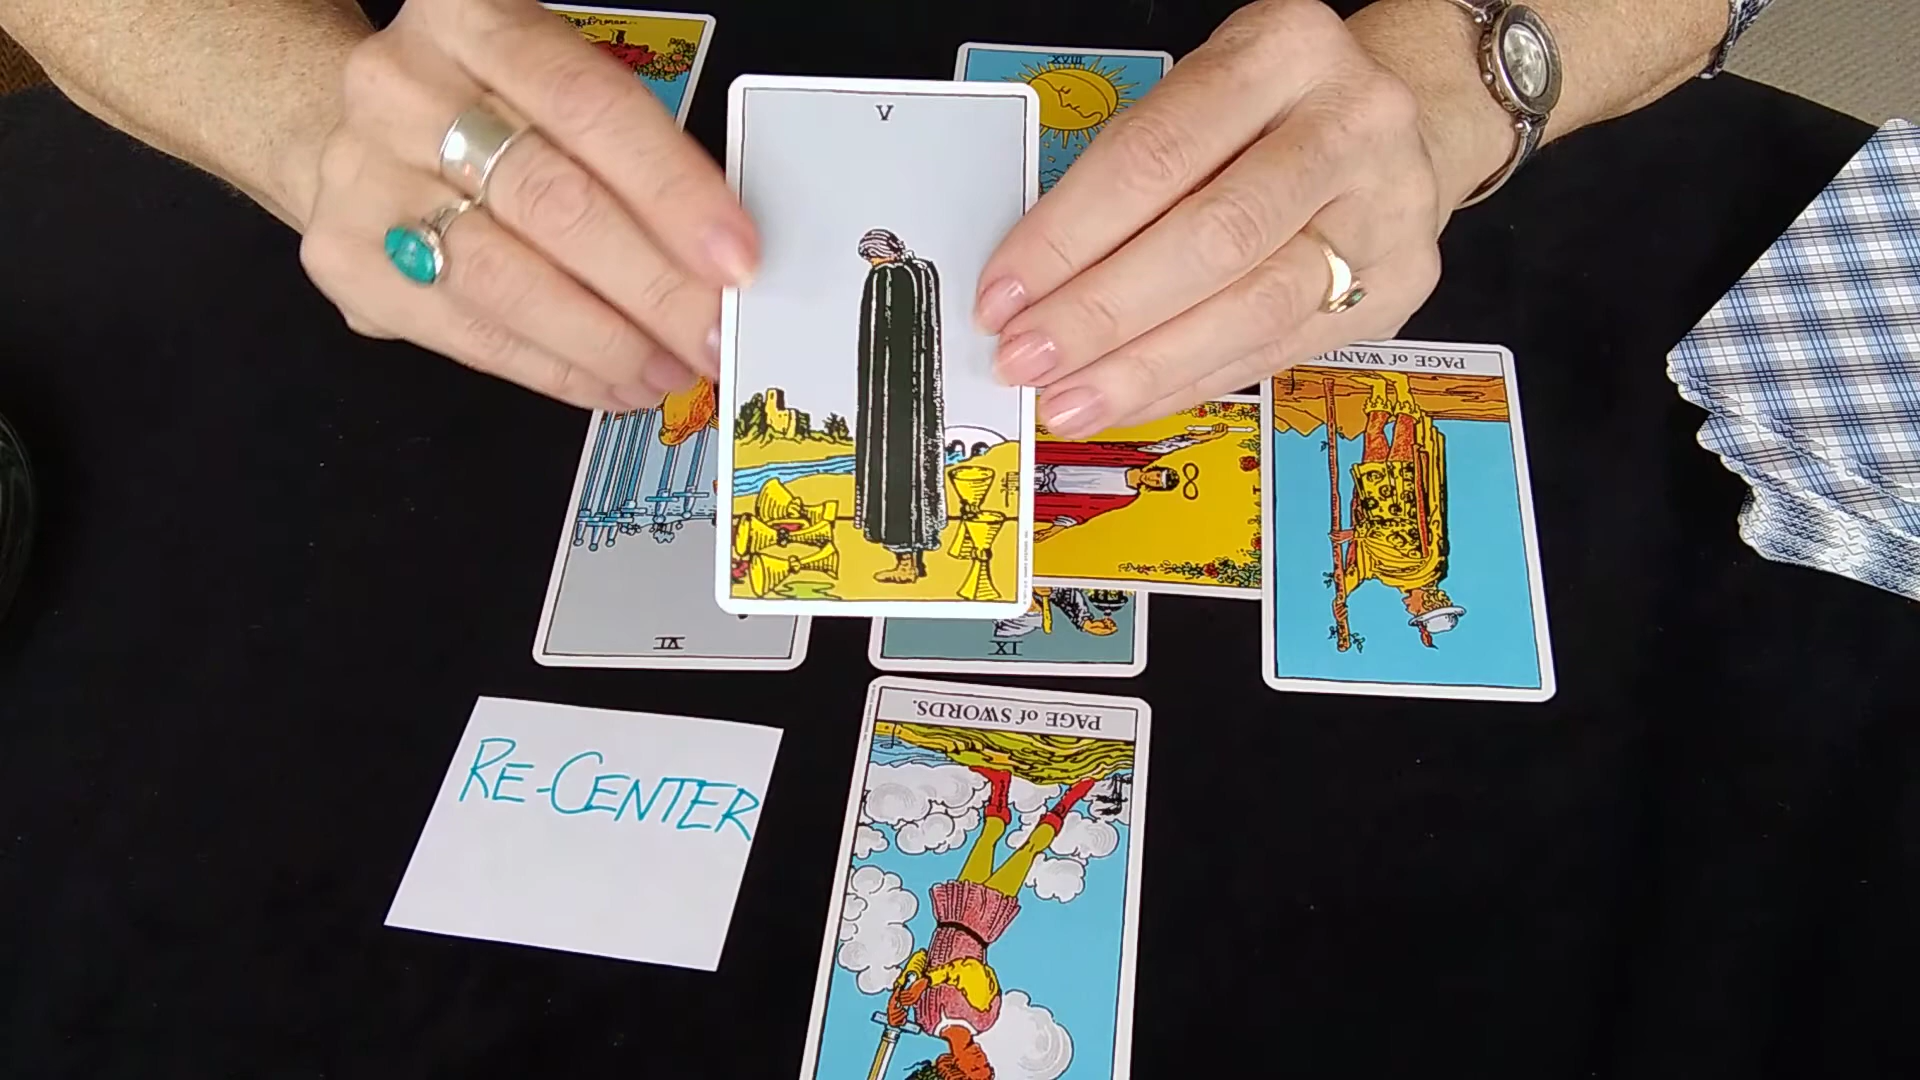 XVIII
V
PAGE of WANDS
VI
IX
PAGE of SWORDS.
RE-CENTER